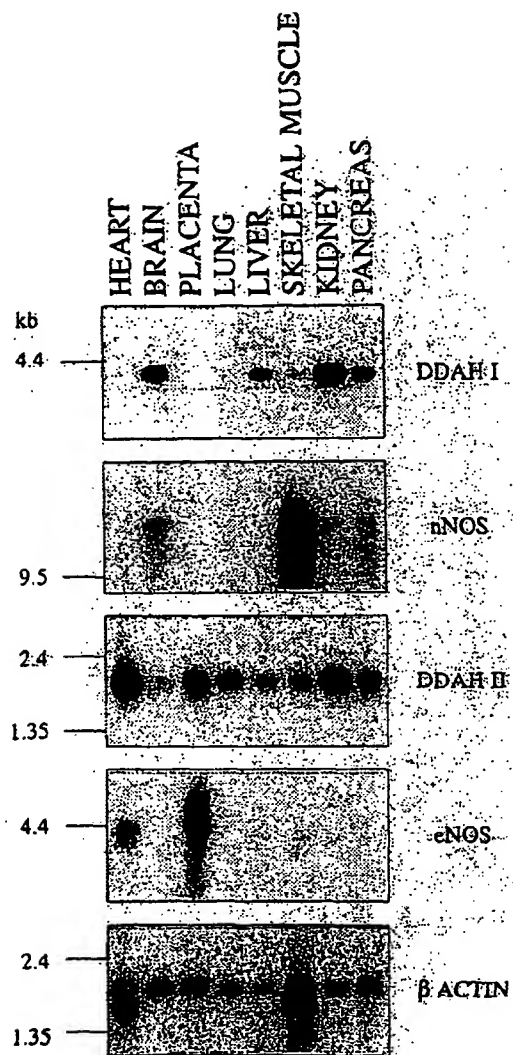 HEART
BRAIN
PLACENTA
LUNG
LIVER
SKELETAL MUSCLE
KIDNEY
PANCREAS
kb
4.4
DDAH I
nNOS
9.5
2.4
DDAH II
1.35
4.4
eNOS
2.4
β ACTIN
1.35